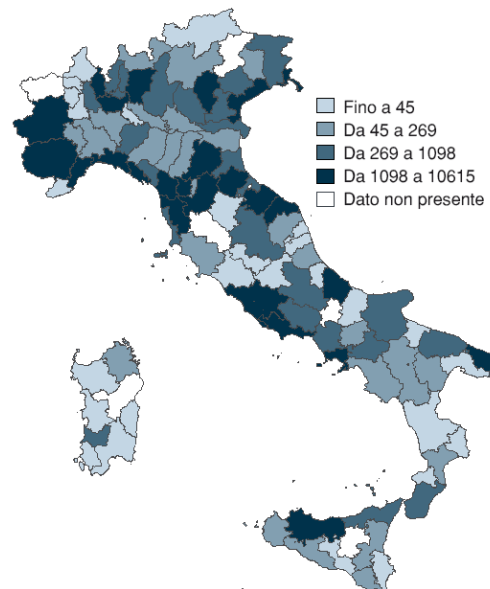 Fino a 45
Da 45 a 269
Da 269 a 1098
Da 1098 a 10615
Dato non presente